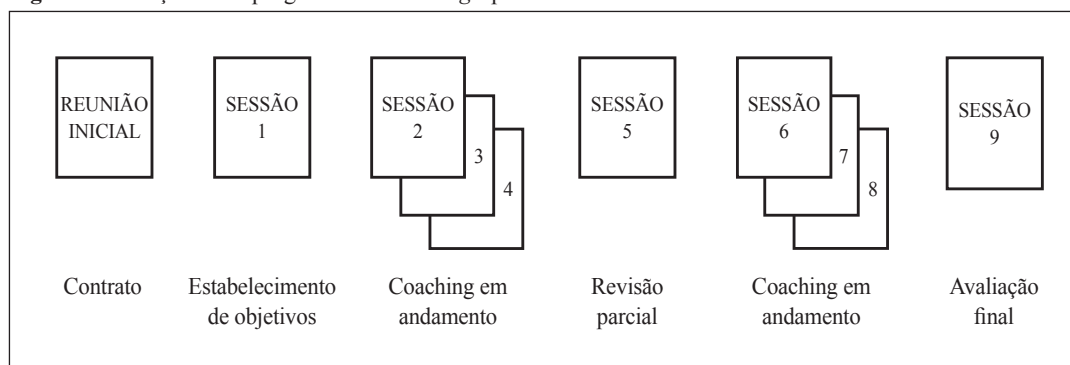 REUNIÃO
INICIAL
SESSÃO
1
SESSÃO
2
3
4
SESSÃO
5
SESSÃO
6
7
8
SESSÃO
9
Contrato
Estabelecimento
de objetivos
Coaching em
andamento
Revisão
parcial
Coaching em
andamento
Avaliação
final